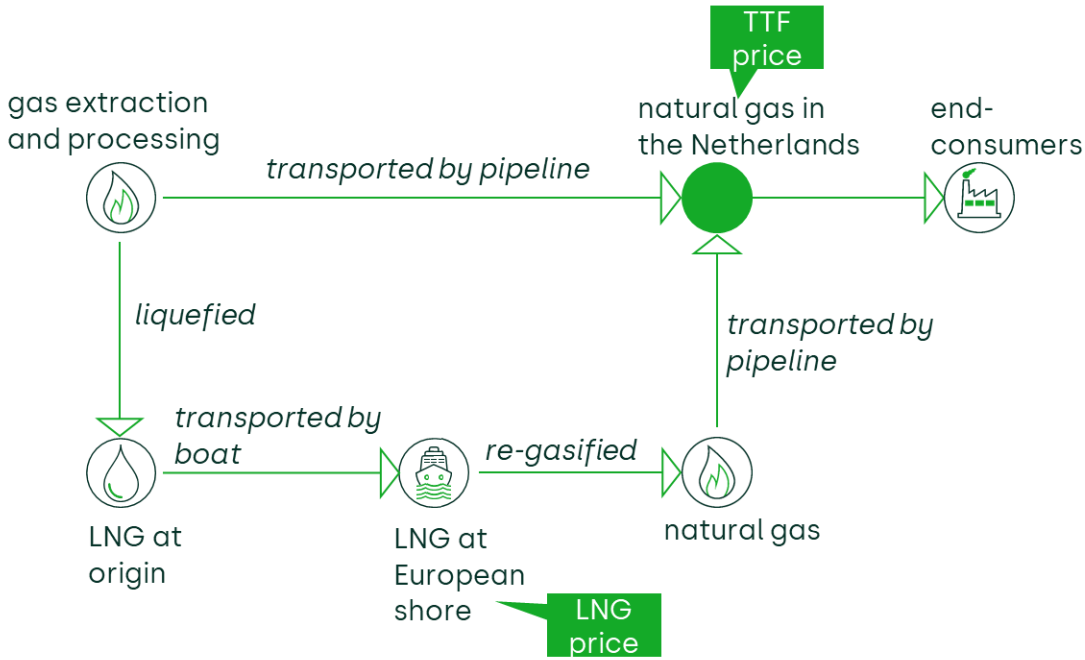 TTF
price
gas extraction
and processing
natural gas in
the Netherlands
end-
consumers
transported by pipeline
liquefied
transported by
pipeline
transported by
boat
re-gasified
LNG at
origin
LNG at
European
shore
natural gas
LNG
price